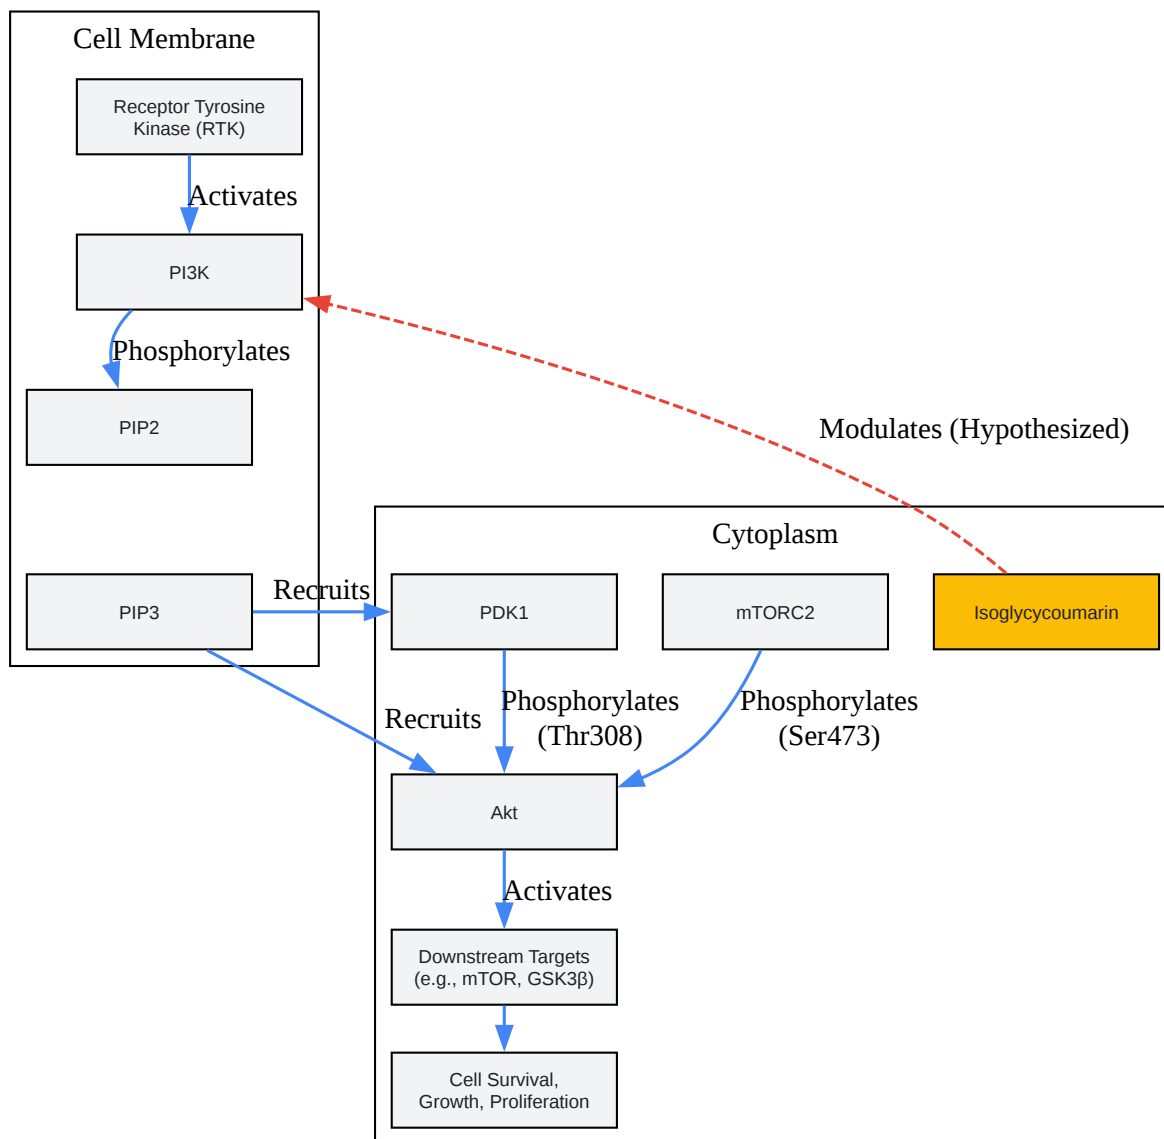 Cell Membrane
Receptor Tyrosine
Kinase (RTK)
Activates
PI3K
Phosphorylates
PIP2
Modulates (Hypothesized)
Cytoplasm
PIP3
Recruits
PDK1
mTORC2
Isoglycycoumarin
Recruits
Phosphorylates
(Thr308)
Phosphorylates
(Ser473)
Akt
Activates
Downstream Targets
(e.g., mTOR, GSK3β)
Cell Survival,
Growth, Proliferation